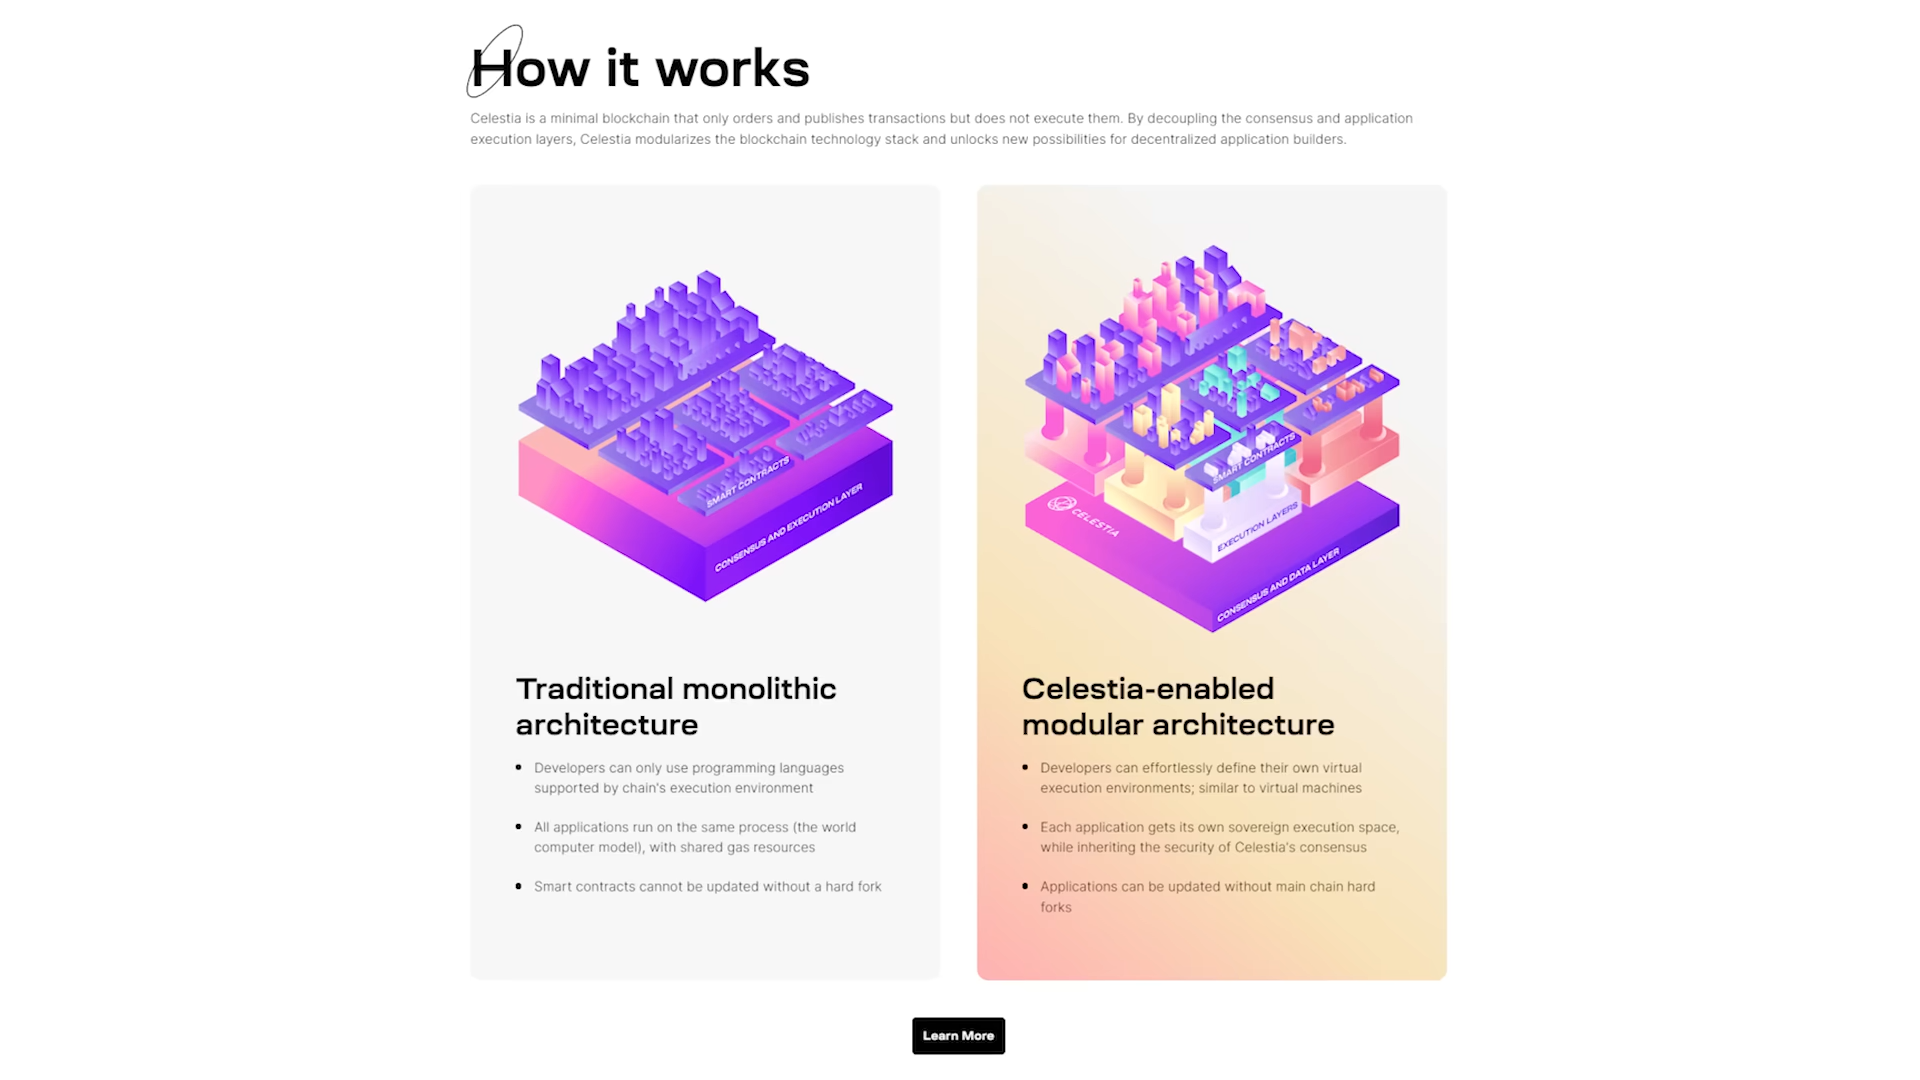 How it works
Celestia is a minimal blockchain that only orders and publishes transactions but does not execute them. By decoupling the consensus and application
execution layers, Celestia modularizes the blockchain technology stack and unlocks new possibilities for decentralized application builders.
SMART CONTRACTS
CONSENSUS AND EXECUTION LAYER
Traditional monolithic
architecture
Developers can only use programming languages
supported by chain's execution environment
All applications run on the same process (the world
computer model), with shared gas resources
Smart contracts cannot be updated without a hard fork
SMART CONTRACTS
CELESTIA
EXECUTION LAYERS
CONSENSUS AND DATA LAYER
Celestia-enabled
modular architecture
Developers can effortlessly define their own virtual
execution environments; similar to virtual machines
Each application gets its own sovereign execution space,
while inheriting the security of Celestia's consensus
Applications can be updated without main chain hard
forks
Learn More